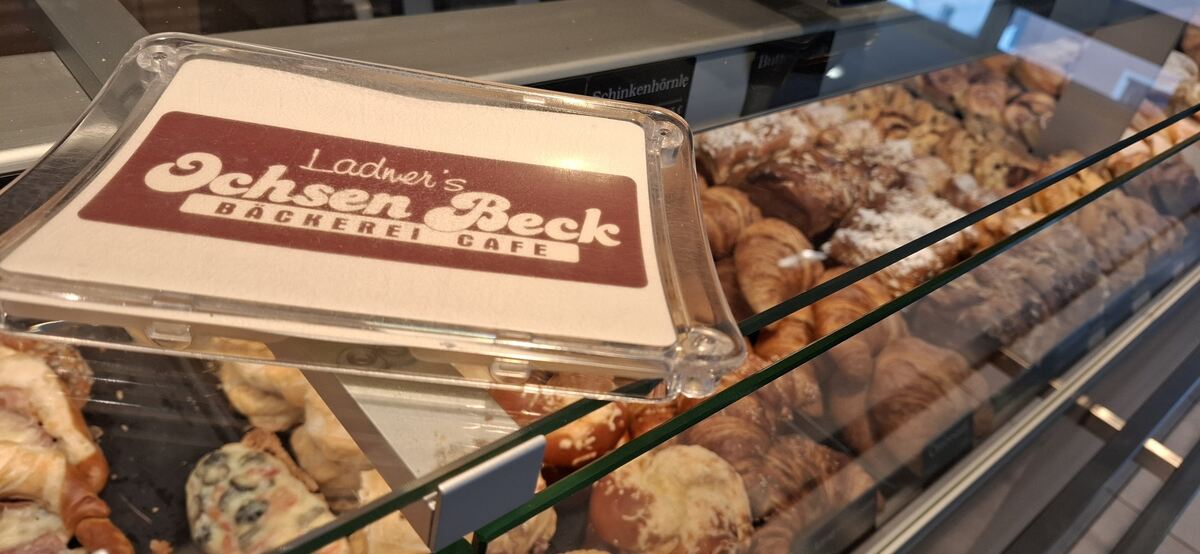 Ladner's
Ochsen Beck
BÄCKEREI CAFE
Schinkenhörnle